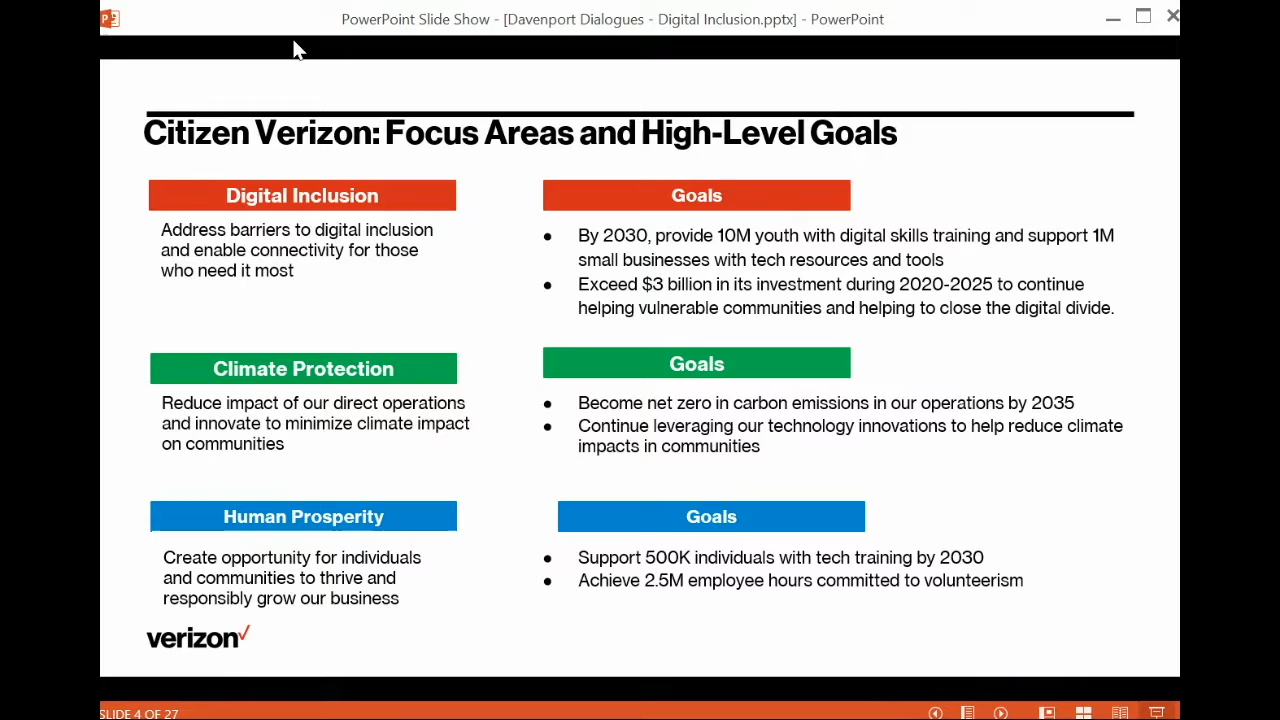 PowerPoint Slide Show - [Davenport Dialogues - Digital Inclusion.pptx] - PowerPoint
Citizen Verizon: Focus Areas and High-Level Goals
Digital Inclusion
Address barriers to digital inclusion
and enable connectivity for those
who need it most
Goals
● By 2030, provide 10M youth with digital skills training and support 1M
small businesses with tech resources and tools
● Exceed $3 billion in its investment during 2020-2025 to continue
helping vulnerable communities and helping to close the digital divide.
Climate Protection
Reduce impact of our direct operations
and innovate to minimize climate impact
on communities
Goals
● Become net zero in carbon emissions in our operations by 2035
● Continue leveraging our technology innovations to help reduce climate
impacts in communities
Human Prosperity
Create opportunity for individuals
and communities to thrive and
responsibly grow our business
Goals
● Support 500K individuals with tech training by 2030
● Achieve 2.5M employee hours committed to volunteerism
verizon✓
SLIDE 4 OF 27